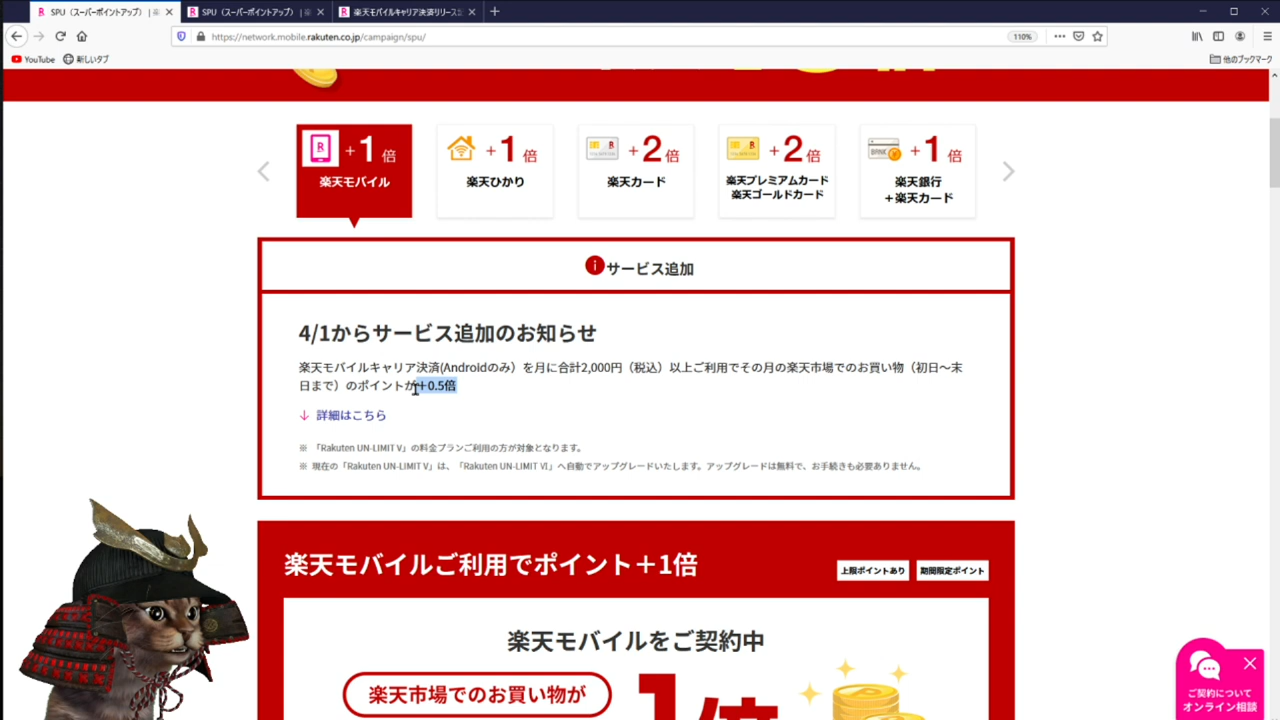 SPU（スーパーポイントアップ）｜楽
SPU（スーパーポイントアップ）｜楽
楽天モバイルキャリア決済リリース
https://network.mobile.rakuten.co.jp/campaign/spu/
110%
YouTube
新しいタブ
他のブックマーク
+1倍
楽天モバイル
+1倍
楽天ひかり
+2倍
楽天カード
+2倍
楽天プレミアムカード
楽天ゴールドカード
BANK
+1倍
楽天銀行
＋楽天カード
サービス追加
4/1からサービス追加のお知らせ
楽天モバイルキャリア決済(Androidのみ）を月に合計2,000円（税込）以上ご利用でその月の楽天市場でのお買い物（初日〜末
日まで）のポイントが＋0.5倍
↓ 詳細はこちら
※ 「Rakuten UN-LIMIT V」の料金プランご利用の方が対象となります。
※ 現在の「Rakuten UN-LIMIT V」は、「Rakuten UN-LIMIT Ⅵ」へ自動でアップグレードいたします。アップグレードは無料で、お手続きも必要ありません。
楽天モバイルご利用でポイント＋1倍
上限ポイントあり
期間限定ポイント
楽天モバイルをご契約中
楽天市場でのお買い物が
1倍
ご契約について
オンライン相談